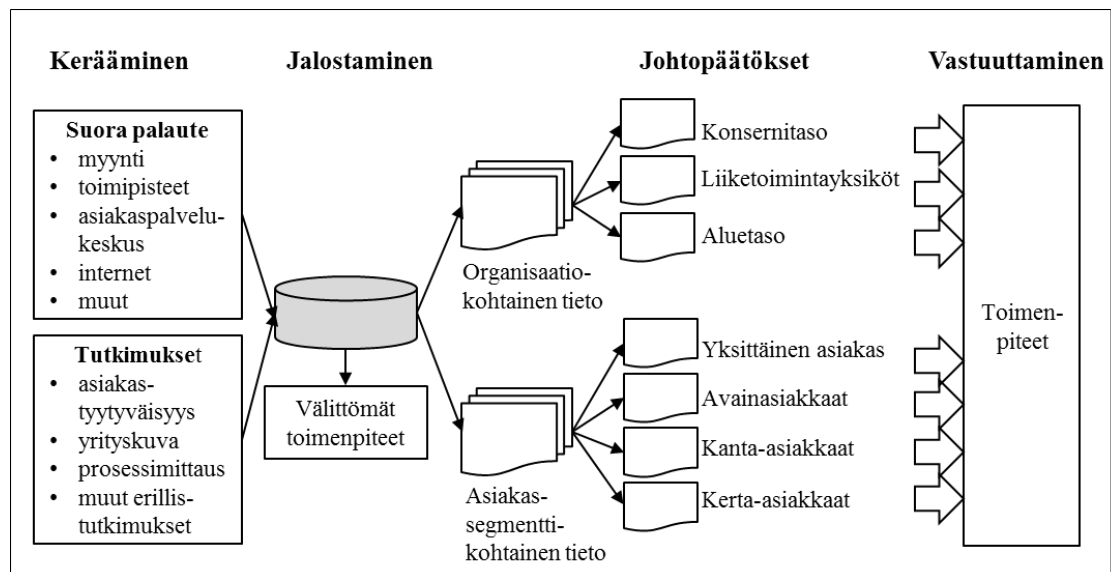 Kerääminen
Jalostaminen
Johtopäätökset
Vastuuttaminen
Suora palaute
• myynti
• toimipisteet
• asiakaspalvelu-
keskus
• internet
• muut
Tutkimukset
• asiakas-
tyytyväisyys
• yrityskuva
• prosessimittaus
• muut erillis-
tutkimukset
Välittömät
toimenpiteet
Organisaatio-
kohtainen tieto
Asiakas-
segmentti-
kohtainen tieto
Konsernitaso
Liiketoimintayksiköt
Aluetaso
Yksittäinen asiakas
Avainasiakkaat
Kanta-asiakkaat
Kerta-asiakkaat
Toimen-
piteet